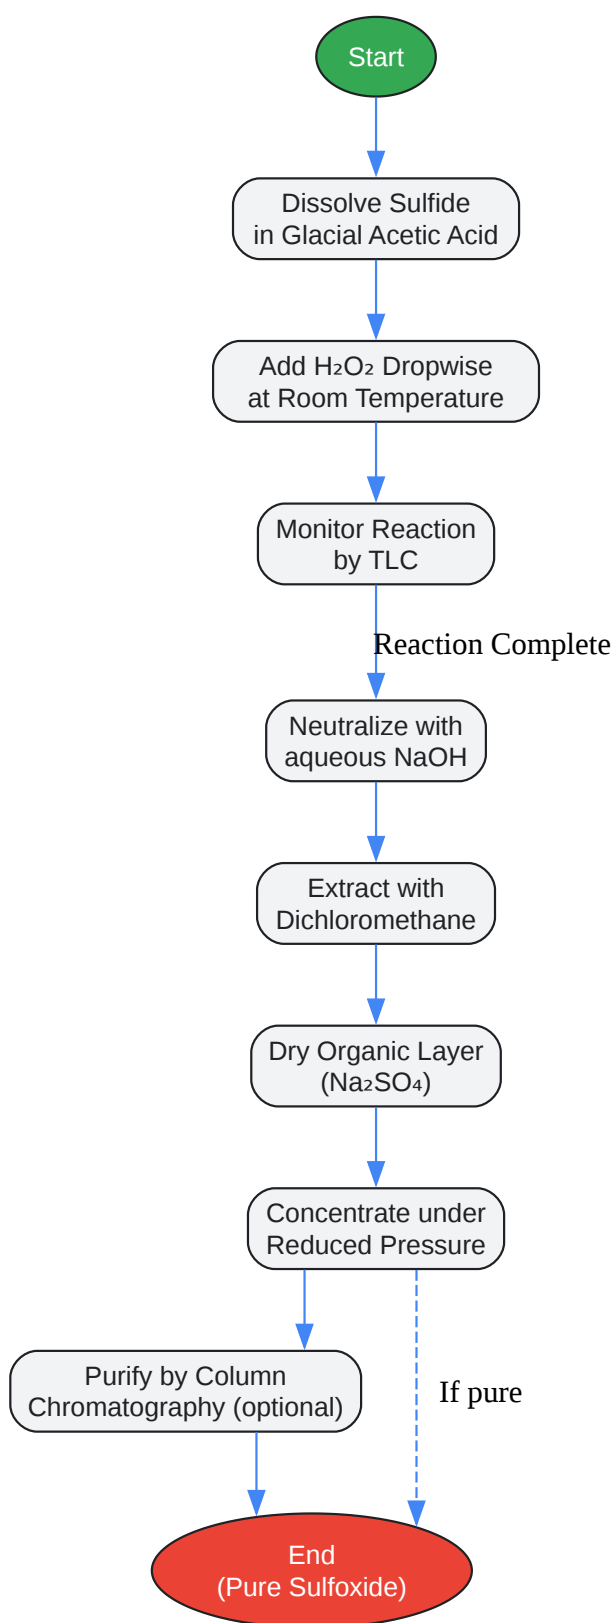 Start
Dissolve Sulfide
in Glacial Acetic Acid
Add H₂O₂ Dropwise
at Room Temperature
Monitor Reaction
by TLC
Reaction Complete
Neutralize with
aqueous NaOH
Extract with
Dichloromethane
Dry Organic Layer
(Na₂SO₄)
Concentrate under
Reduced Pressure
Purify by Column
Chromatography (optional)
If pure
End
(Pure Sulfoxide)